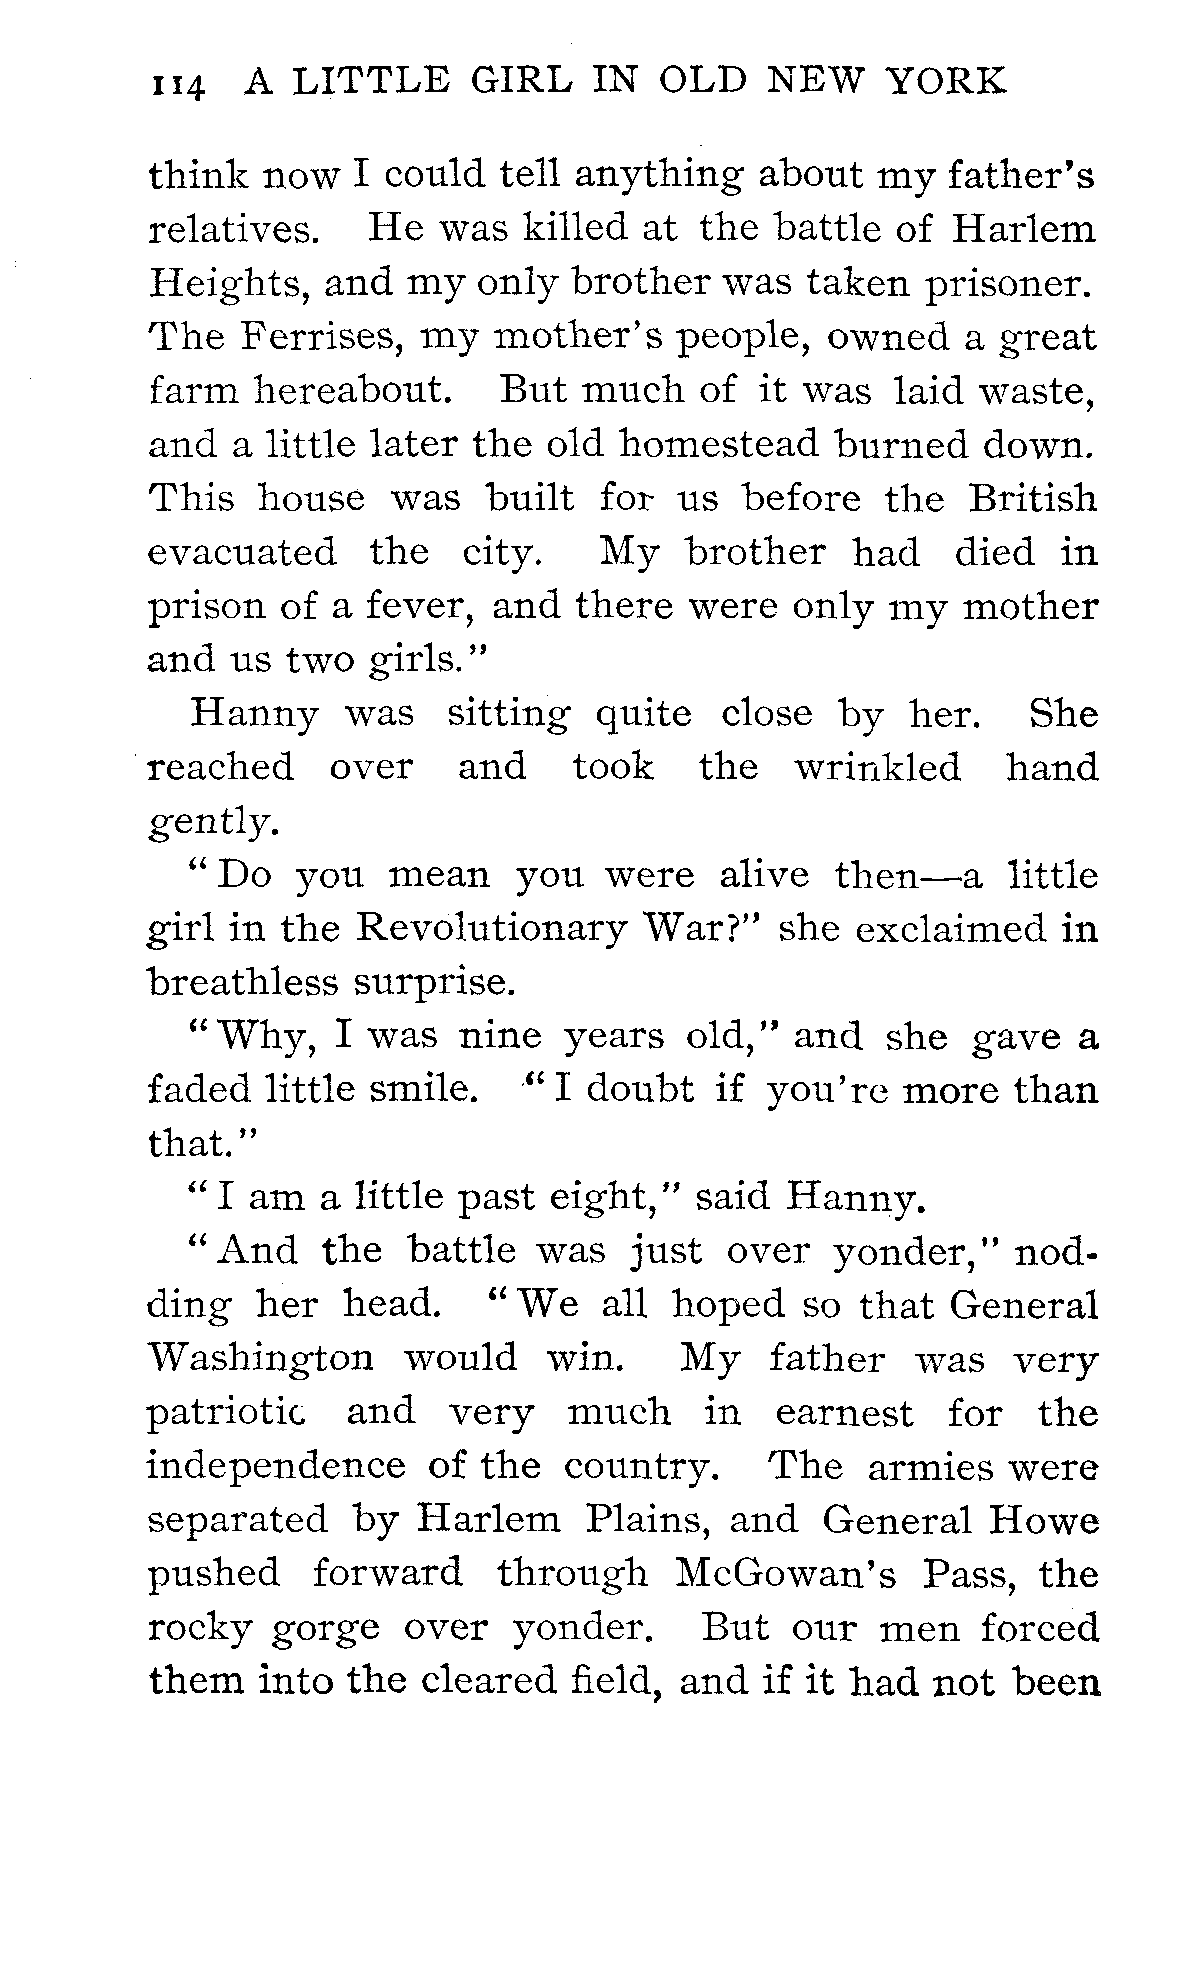 114 A LITTLE GIRL IN OLD NEW YORK
think now I could tell anything about my father's
relatives. He was killed at the battle of Harlem
Heights, and my only brother was taken prisoner.
The Ferrises, my mother's people, owned a great
farm hereabout. But much of it was laid waste,
and a little later the old homestead burned down.
This house was built for us before the British
evacuated the city. My brother had died in
prison of a fever, and there were only my mother
and us two girls."
Hanny was sitting quite close by her. She
reached over and took the wrinkled hand
gently.
"Do you mean you were alive then—a little
girl in the Revolutionary War?" she exclaimed in
breathless surprise.
"Why, I was nine years old," and she gave a
faded little smile. "I doubt if you're more than
that."
"I am a little past eight," said Hanny.
"And the battle was just over yonder," nod-
ding her head. "We all hoped so that General
Washington would win. My father was very
patriotic and very much in earnest for the
independence of the country. The armies were
separated by Harlem Plains, and General Howe
pushed forward through McGowan's Pass, the
rocky gorge over yonder. But our men forced
them into the cleared field, and if it had not been